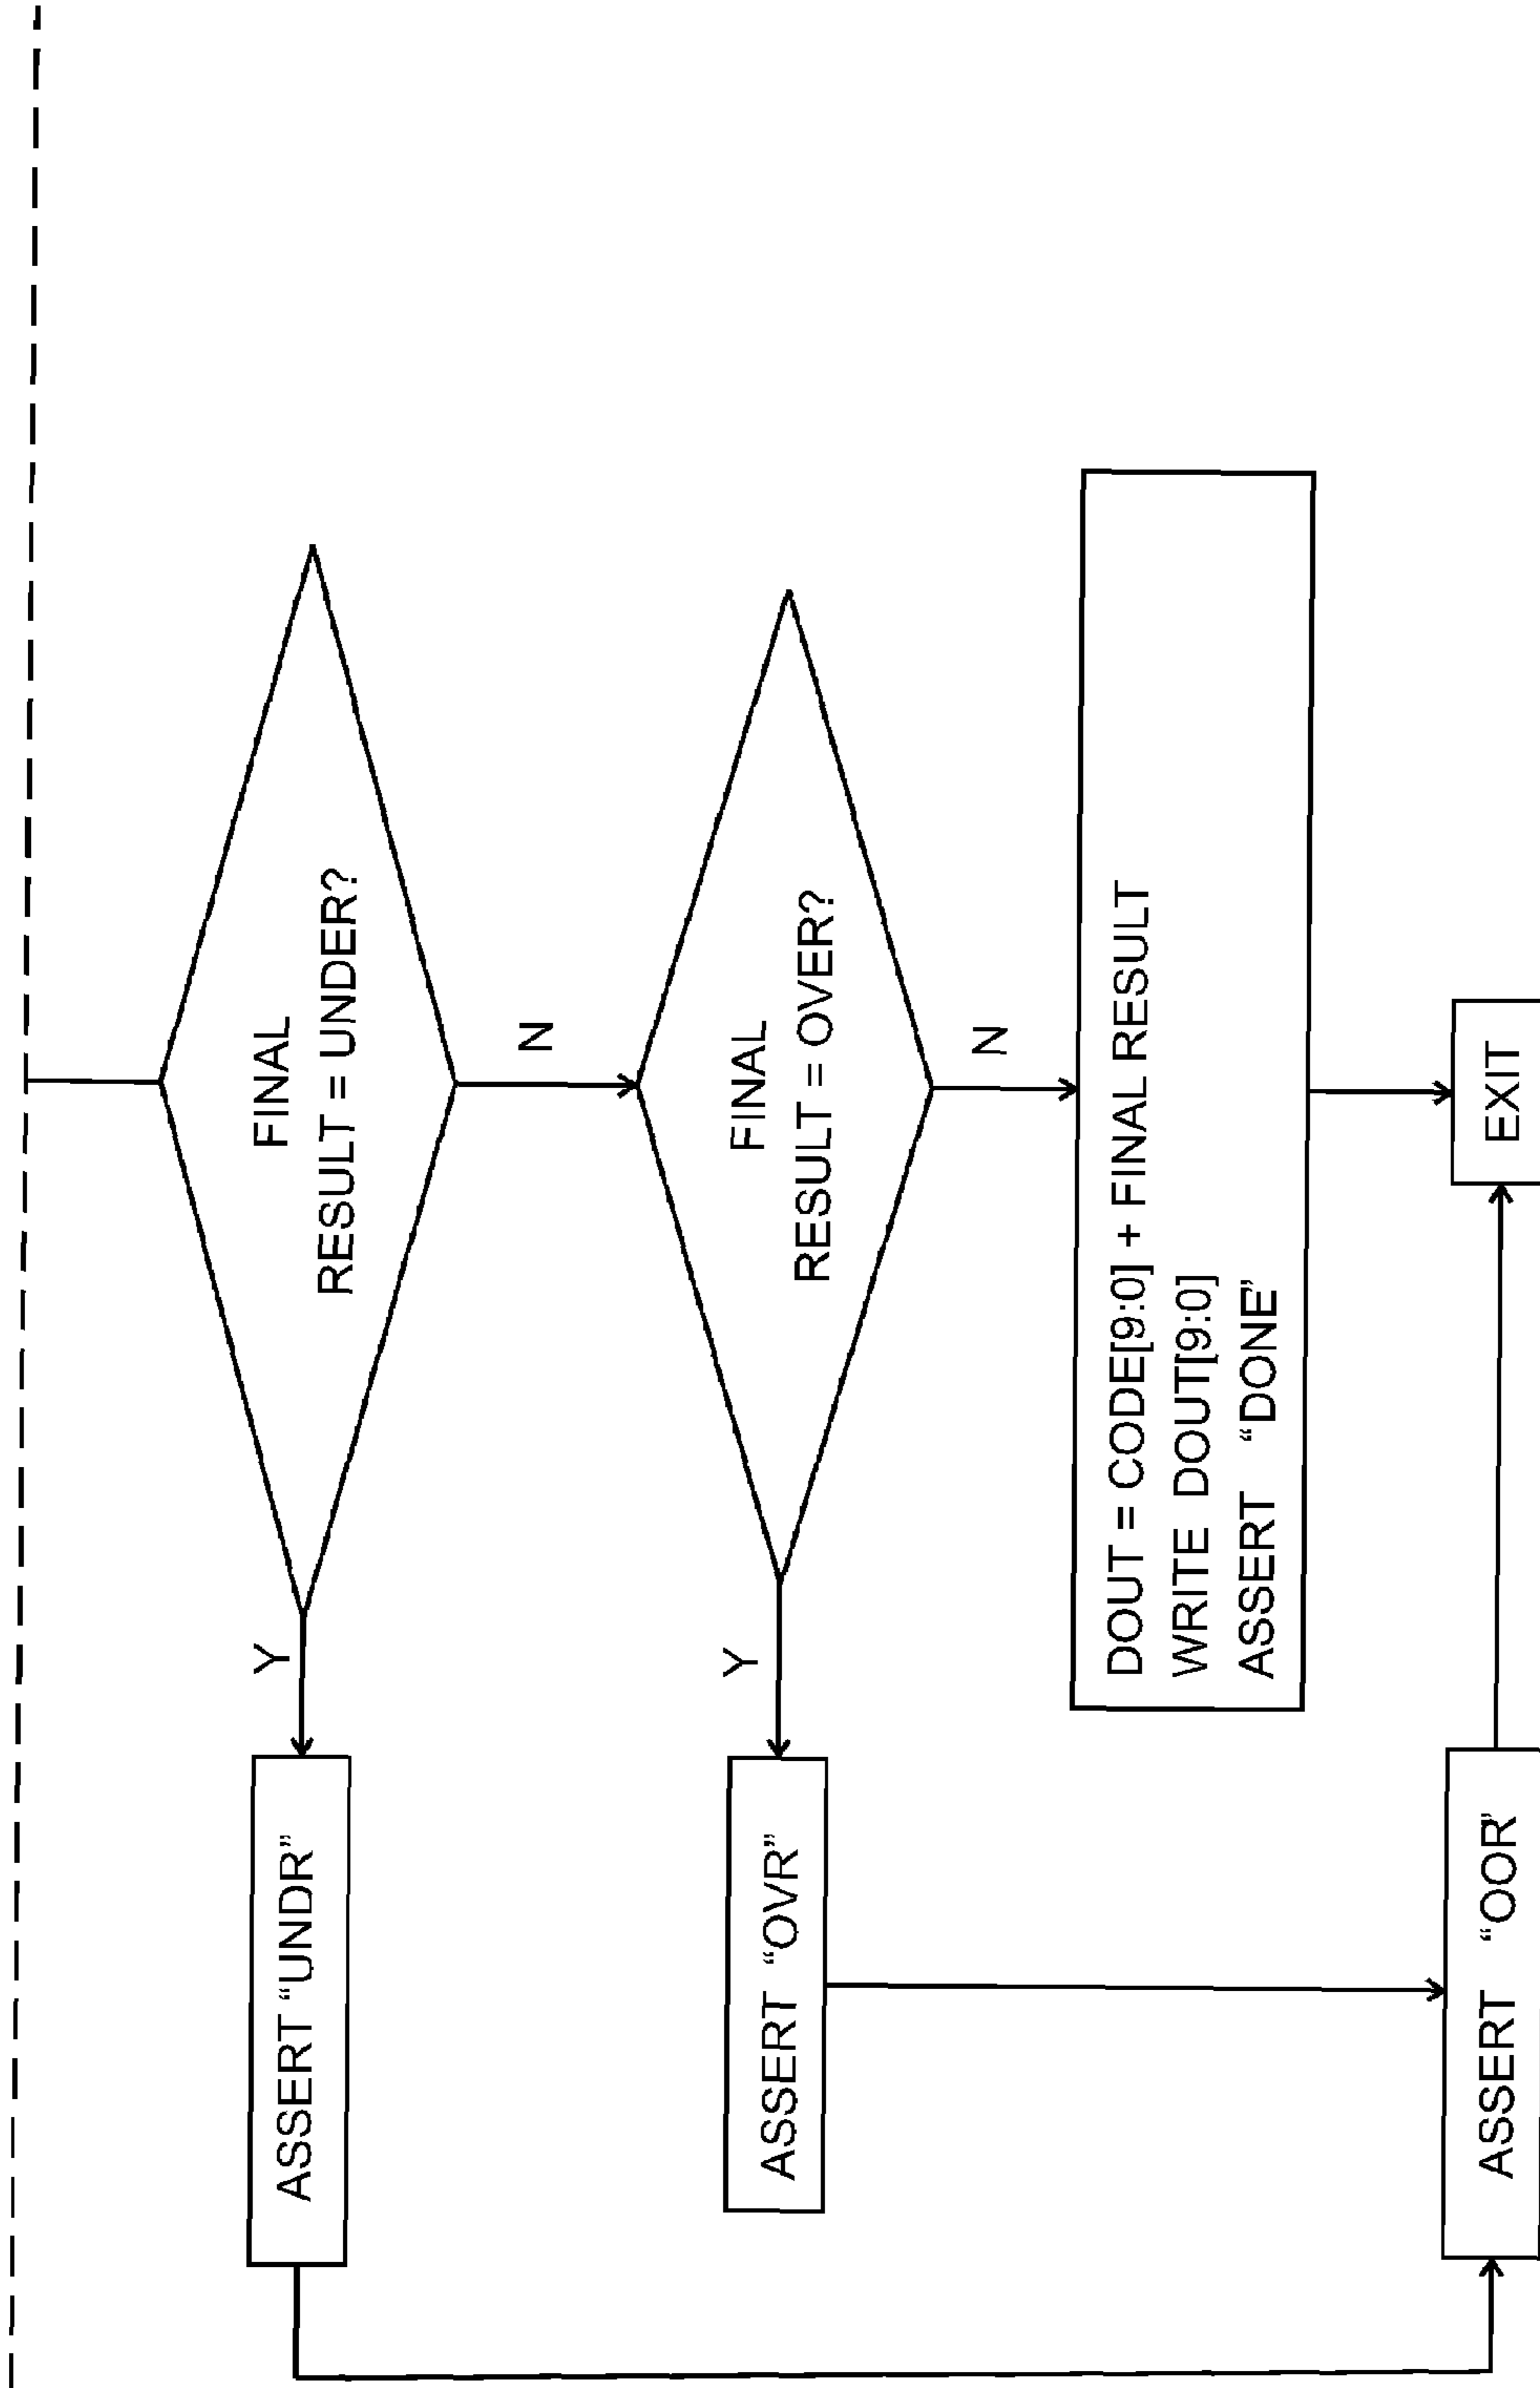 FINAL
RESULT = UNDER?
Y
ASSERT “UNDR”
N
FINAL
RESULT = OVER?
Y
ASSERT “OVR”
N
DOUT = CODE[9:0] + FINAL RESULT
WRITE DOUT[9:0]
ASSERT “DONE”
ASSERT “OOR”
EXIT